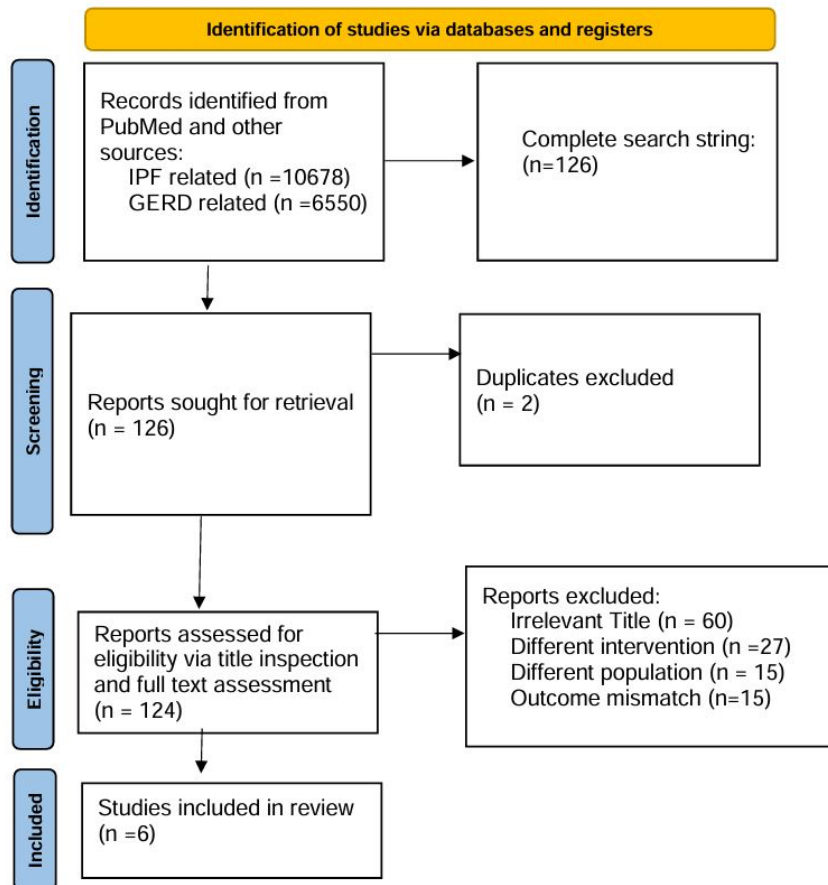 Identification of studies via databases and registers
Identification
Records identified from
PubMed and other
sources:
IPF related (n =10678)
GERD related (n =6550)
Complete search string:
(n=126)
Screening
Reports sought for retrieval
(n = 126)
Duplicates excluded
(n = 2)
Eligibility
Reports assessed for
eligibility via title inspection
and full text assessment
(n = 124)
Reports excluded:
Irrelevant Title (n = 60)
Different intervention (n =27)
Different population (n = 15)
Outcome mismatch (n=15)
Included
Studies included in review
(n =6)